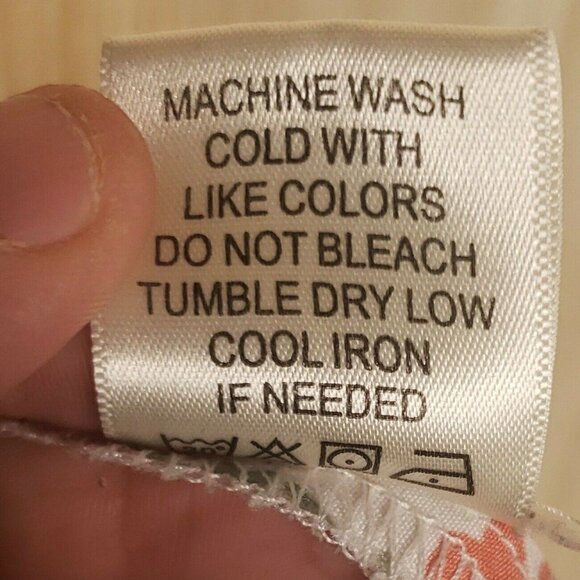 MACHINE WASH
COLD WITH
LIKE COLORS
DO NOT BLEACH
TUMBLE DRY LOW
COOL IRON
IF NEEDED